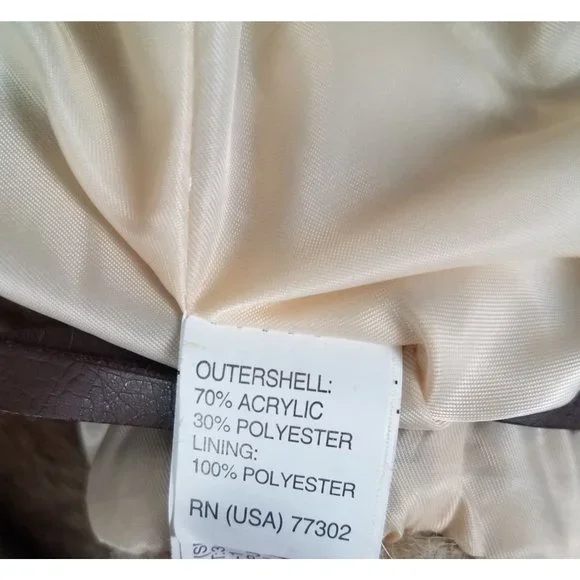 OUTERSHELL:
70% ACRYLIC
30% POLYESTER
LINING:
100% POLYESTER
RN (USA) 77302